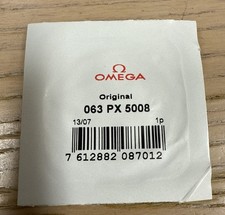 Ω
OMEGA
Original
063 PX 5008
13/07 1p
7 612882 087012